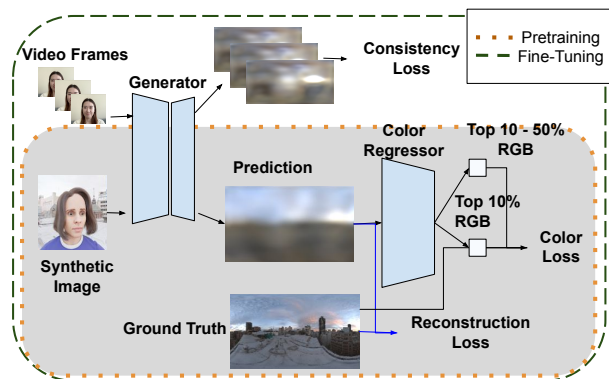 Pretraining
Fine-Tuning
Video Frames
Generator
Consistency
Loss
Color
Regressor
Top 10 - 50%
RGB
Prediction
Top 10%
RGB
Synthetic
Image
Color
Loss
Ground Truth
Reconstruction
Loss